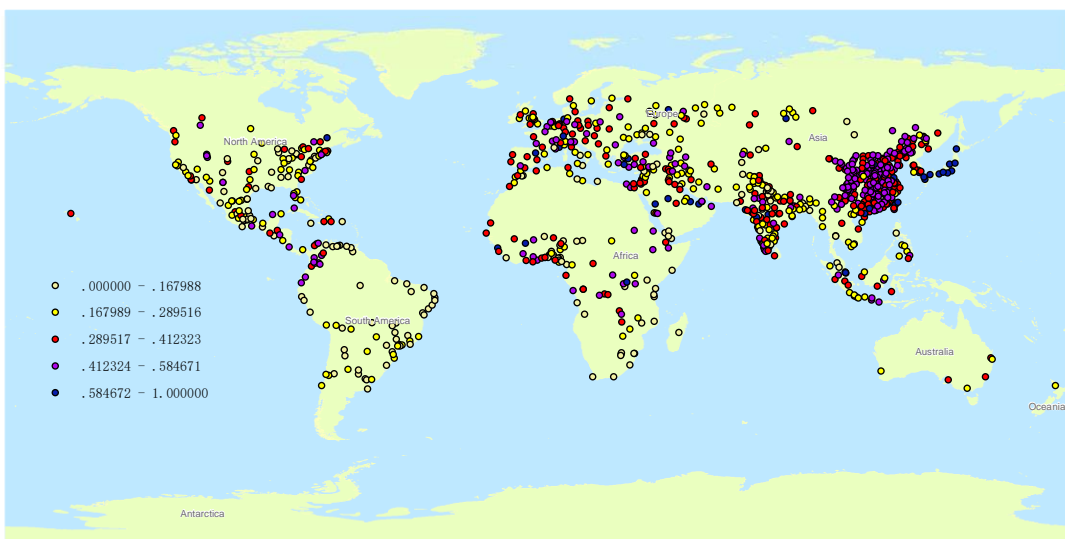 North America
Europe
Asia
Africa
.000000 - .167988
.167989 - .289516
South America
.289517 - .412323
Australia
.412324 - .584671
.584672 - 1.000000
Oceania
Antarctica